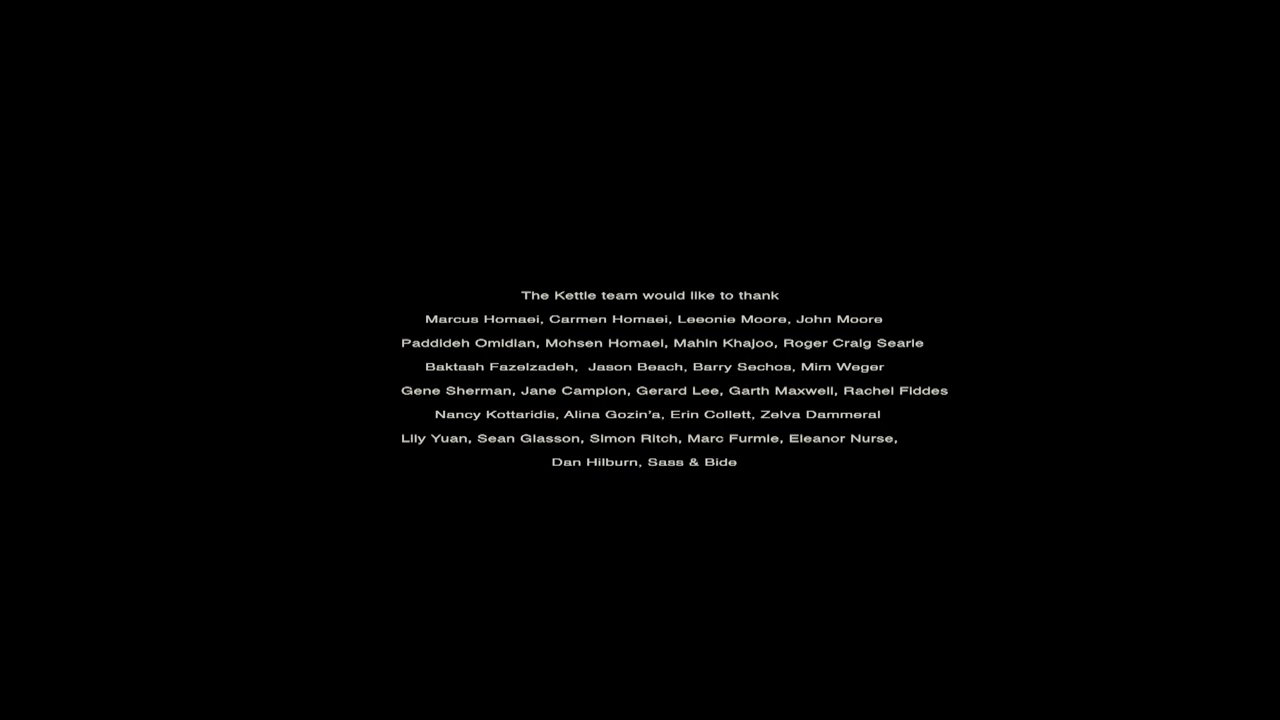 The Kettle team would like to thank
Marcus Homaei, Carmen Homaei, Leeonie Moore, John Moore
Paddideh Omidian, Mohsen Homaei, Mahin Khajoo, Roger Craig Searle
Baktash Fazelzadeh,  Jason Beach, Barry Sechos, Mim Weger
Gene Sherman, Jane Campion, Gerard Lee, Garth Maxwell, Rachel Fiddes
Nancy Kottaridis, Alina Gozin'a, Erin Collett, Zelva Dammeral
Lily Yuan, Sean Glasson, Simon Ritch, Marc Furmie, Eleanor Nurse,
Dan Hilburn, Sass & Bide